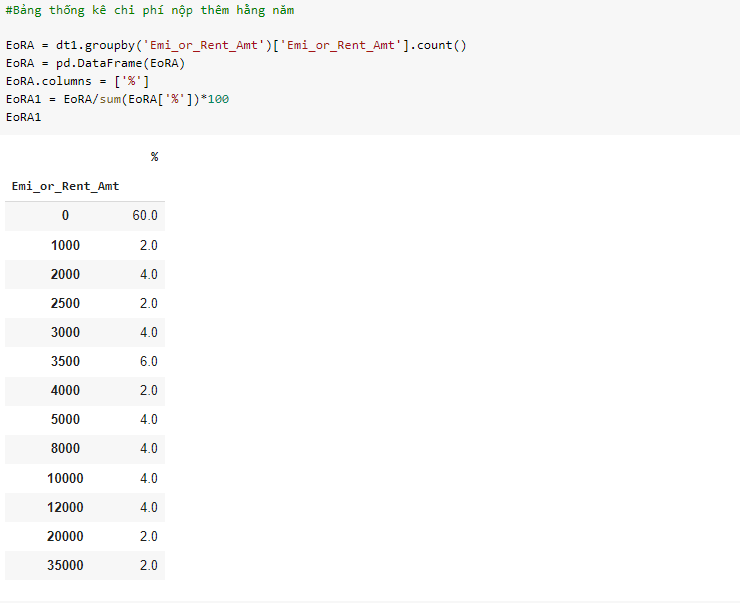 #Bảng thống kê chi phí nộp thêm hằng năm
EoRA = dt1.groupby('Emi_or_Rent_Amt')['Emi_or_Rent_Amt'].count()
EoRA = pd.DataFrame(EoRA)
EoRA.columns = ['%']
EoRA1 = EoRA/sum(EoRA['%'])*100
EoRA1
%
Emi_or_Rent_Amt
0 60.0
1000 2.0
2000 4.0
2500 2.0
3000 4.0
3500 6.0
4000 2.0
5000 4.0
8000 4.0
10000 4.0
12000 4.0
20000 2.0
35000 2.0